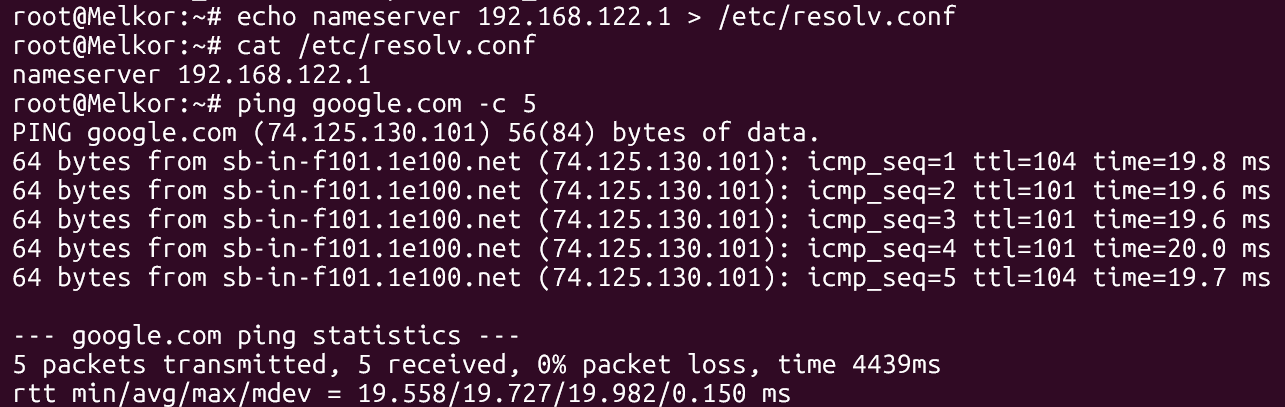 root@Melkor:~# echo nameserver 192.168.122.1 > /etc/resolv.conf
root@Melkor:~# cat /etc/resolv.conf
nameserver 192.168.122.1
root@Melkor:~# ping google.com -c 5
PING google.com (74.125.130.101) 56(84) bytes of data.
64 bytes from sb-in-f101.1e100.net (74.125.130.101): icmp_seq=1 ttl=104 time=19.8 ms
64 bytes from sb-in-f101.1e100.net (74.125.130.101): icmp_seq=2 ttl=101 time=19.6 ms
64 bytes from sb-in-f101.1e100.net (74.125.130.101): icmp_seq=3 ttl=101 time=19.6 ms
64 bytes from sb-in-f101.1e100.net (74.125.130.101): icmp_seq=4 ttl=101 time=20.0 ms
64 bytes from sb-in-f101.1e100.net (74.125.130.101): icmp_seq=5 ttl=104 time=19.7 ms
--- google.com ping statistics ---
5 packets transmitted, 5 received, 0% packet loss, time 4439ms
rtt min/avg/max/mdev = 19.558/19.727/19.982/0.150 ms